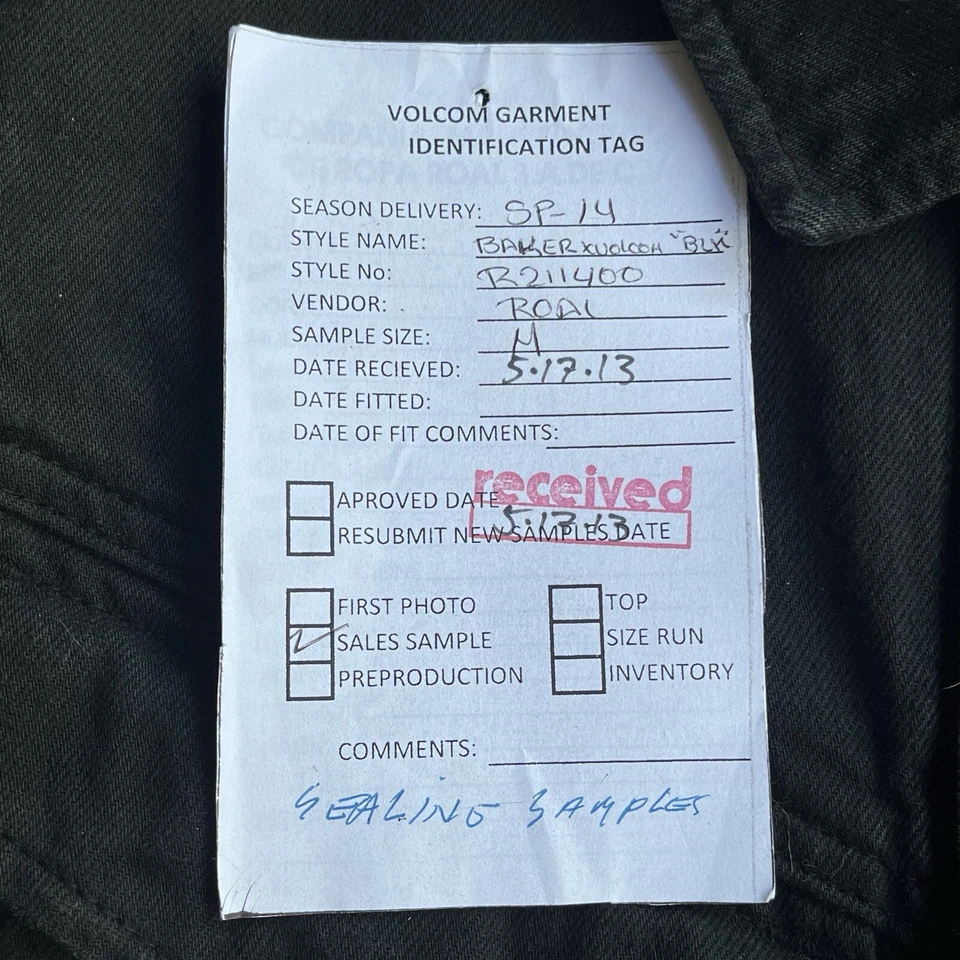 VOLCOM GARMENT
IDENTIFICATION TAG
SEASON DELIVERY: SP-14
STYLE NAME: BAKER x VOLCOM "BLK"
STYLE No: R211400
VENDOR: ROAL
SAMPLE SIZE: M
DATE RECIEVED: 5.17.13
DATE FITTED:
DATE OF FIT COMMENTS:
received
APROVED DATE
5.17.13
RESUBMIT NEW SAMPLES DATE
FIRST PHOTO TOP
SALES SAMPLE SIZE RUN
PREPRODUCTION INVENTORY
COMMENTS:
SEALING SAMPLES